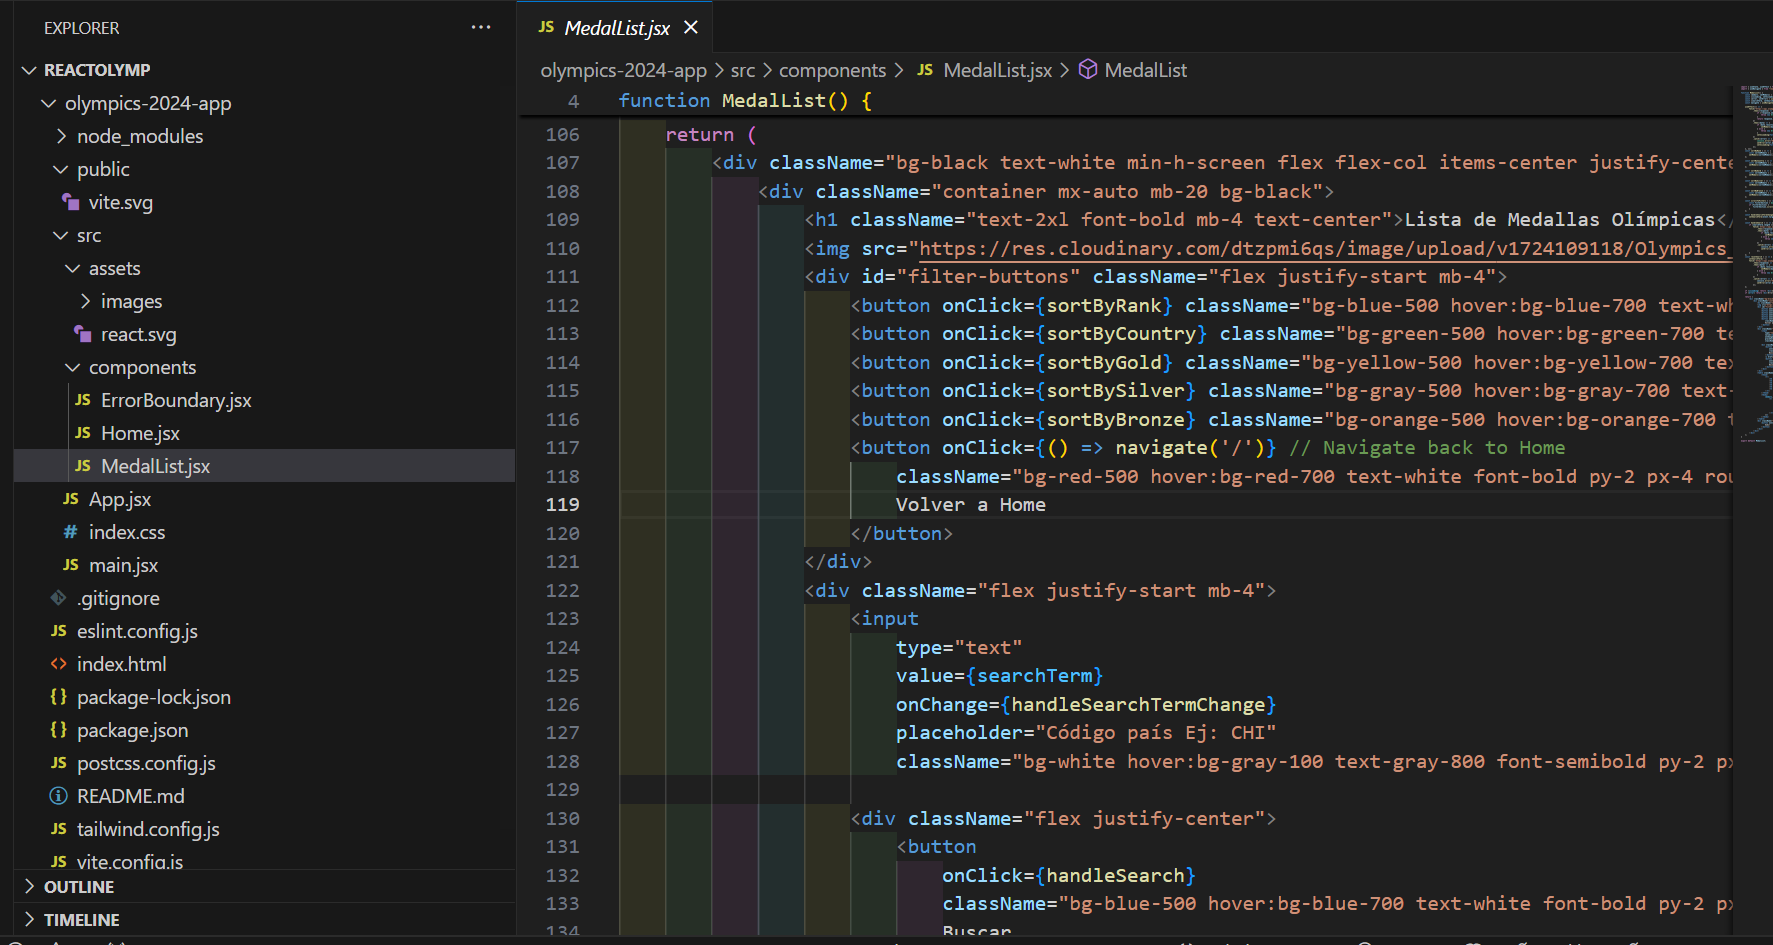 EXPLORER
REACTOLYMP
olympics-2024-app
node_modules
public
vite.svg
src
assets
images
react.svg
components
JS ErrorBoundary.jsx
JS Home.jsx
JS MedalList.jsx
JS App.jsx
# index.css
JS main.jsx
.gitignore
JS eslint.config.js
<> index.html
{} package-lock.json
{} package.json
JS postcss.config.js
README.md
JS tailwind.config.js
JS vite.config.js
OUTLINE
TIMELINE
JS MedalList.jsx
olympics-2024-app > src > components > JS MedalList.jsx > MedalList
4 function MedalList() {
106 return (
107 <div className="bg-black text-white min-h-screen flex flex-col items-center justify-cente
108 <div className="container mx-auto mb-20 bg-black">
109 <h1 className="text-2xl font-bold mb-4 text-center">Lista de Medallas Olímpicas</
110 <img src="https://res.cloudinary.com/dtzpmi6qs/image/upload/v1724109118/Olympics_
111 <div id="filter-buttons" className="flex justify-start mb-4">
112 <button onClick={sortByRank} className="bg-blue-500 hover:bg-blue-700 text-wh
113 <button onClick={sortByCountry} className="bg-green-500 hover:bg-green-700 te
114 <button onClick={sortByGold} className="bg-yellow-500 hover:bg-yellow-700 tex
115 <button onClick={sortBySilver} className="bg-gray-500 hover:bg-gray-700 text-
116 <button onClick={sortByBronze} className="bg-orange-500 hover:bg-orange-700 t
117 <button onClick={() => navigate('/')} // Navigate back to Home
118 className="bg-red-500 hover:bg-red-700 text-white font-bold py-2 px-4 rou
119 Volver a Home
120 </button>
121 </div>
122 <div className="flex justify-start mb-4">
123 <input
124 type="text"
125 value={searchTerm}
126 onChange={handleSearchTermChange}
127 placeholder="Código país Ej: CHI"
128 className="bg-white hover:bg-gray-100 text-gray-800 font-semibold py-2 px
129
130 <div className="flex justify-center">
131 <button
132 onClick={handleSearch}
133 className="bg-blue-500 hover:bg-blue-700 text-white font-bold py-2 px
134 Buscar